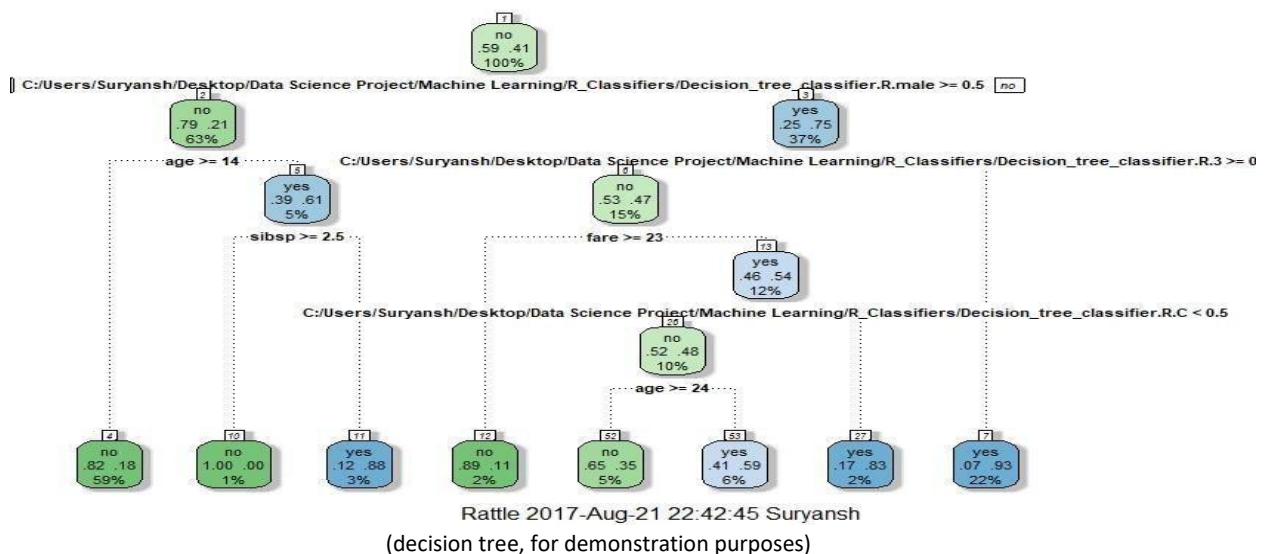 1
no
.59 .41
100%
C:/Users/Suryansh/Desktop/Data Science Project/Machine Learning/R_Classifiers/Decision_tree_classifier.R.male >= 0.5 no
2 3
no yes
.79 .21 .25 .75
63% 37%
age >= 14 C:/Users/Suryansh/Desktop/Data Science Project/Machine Learning/R_Classifiers/Decision_tree_classifier.R.3 >= 0
5 6
yes no
.39 .61 .53 .47
5% 15%
sibsp >= 2.5 fare >= 23
13
yes
.46 .54
12%
C:/Users/Suryansh/Desktop/Data Science Project/Machine Learning/R_Classifiers/Decision_tree_classifier.R.C < 0.5
26
no
.52 .48
10%
age >= 24
4 10 11 12 52 53 27 7
no no yes no no yes yes yes
.82 .18 1.00 .00 .12 .88 .89 .11 .65 .35 .41 .59 .17 .83 .07 .93
59% 1% 3% 2% 5% 6% 2% 22%
Rattle 2017-Aug-21 22:42:45 Suryansh
(decision tree, for demonstration purposes)